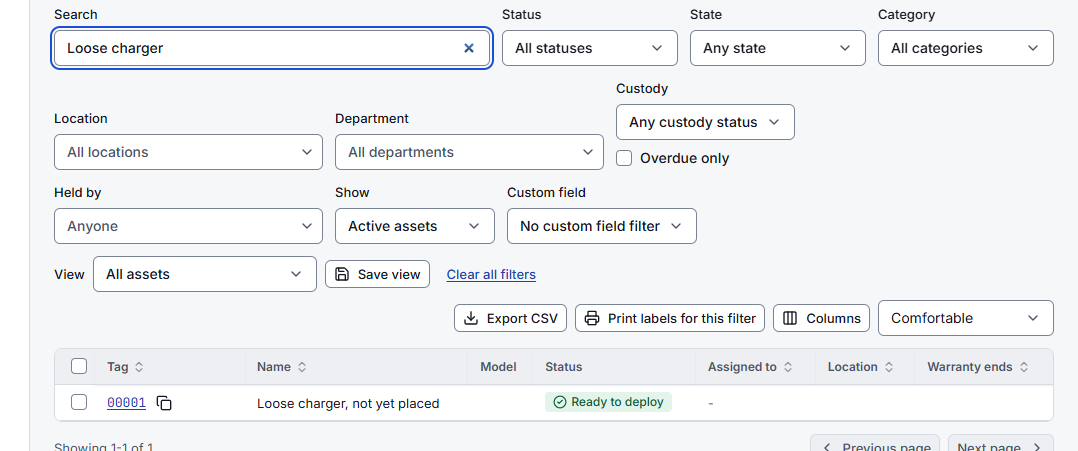 Search
Status
State
Category
Loose charger
All statuses
Any state
All categories
Custody
Location
Department
Any custody status
All locations
All departments
Overdue only
Held by
Show
Custom field
Anyone
Active assets
No custom field filter
View
All assets
Save view
Clear all filters
Export CSV
Print labels for this filter
Columns
Comfortable
Tag Name Model Status Assigned to Location Warranty ends
00001 Loose charger, not yet placed Ready to deploy -
Showing 1-1 of 1
Previous page
Next page